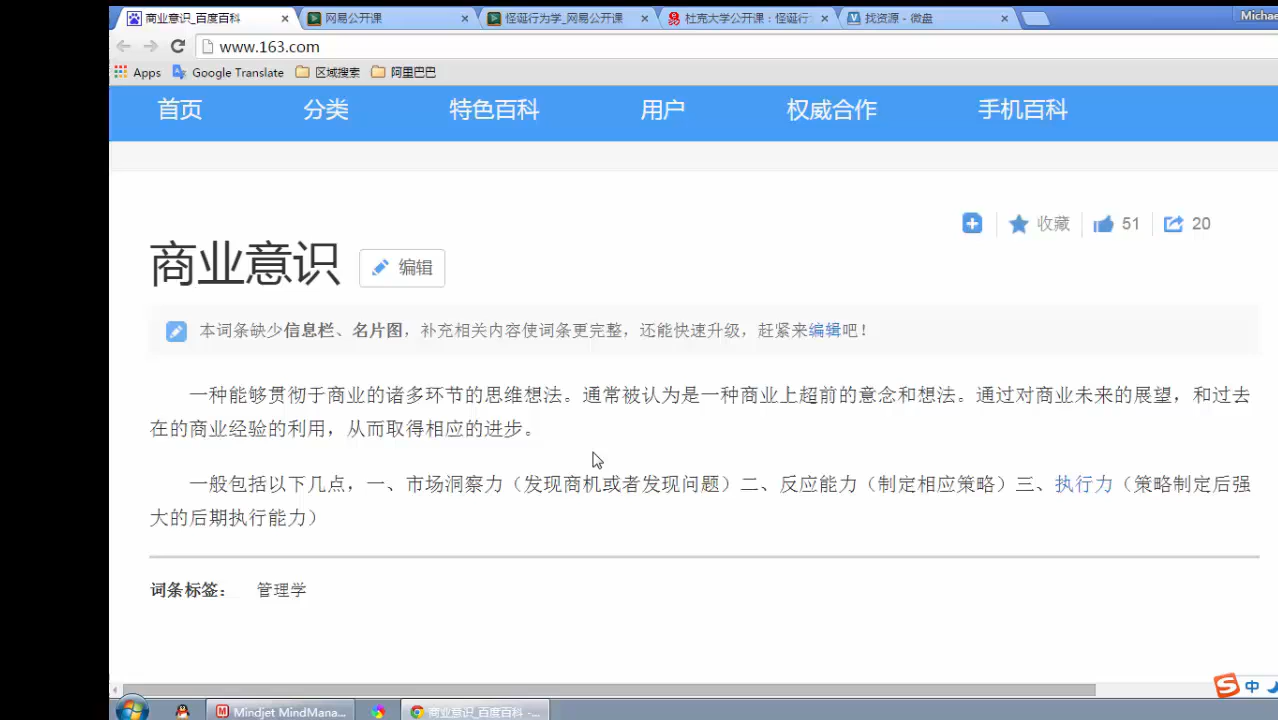 商业意识_百度百科
网易公开课
怪诞行为学_网易公开课
杜克大学公开课:怪诞行
找资源 - 微盘
Michae
www.163.com
Apps
Google Translate
区域搜索
阿里巴巴
首页 分类 特色百科 用户 权威合作 手机百科
收藏 51 20
商业意识 编辑
本词条缺少信息栏、名片图,补充相关内容使词条更完整,还能快速升级,赶紧来编辑吧!
一种能够贯彻于商业的诸多环节的思维想法。通常被认为是一种商业上超前的意念和想法。通过对商业未来的展望,和过去
在的商业经验的利用,从而取得相应的进步。
一般包括以下几点,一、市场洞察力(发现商机或者发现问题)二、反应能力(制定相应策略)三、执行力(策略制定后强
大的后期执行能力)
词条标签: 管理学
中
Mindjet MindMana...
商业意识_百度百科 -...